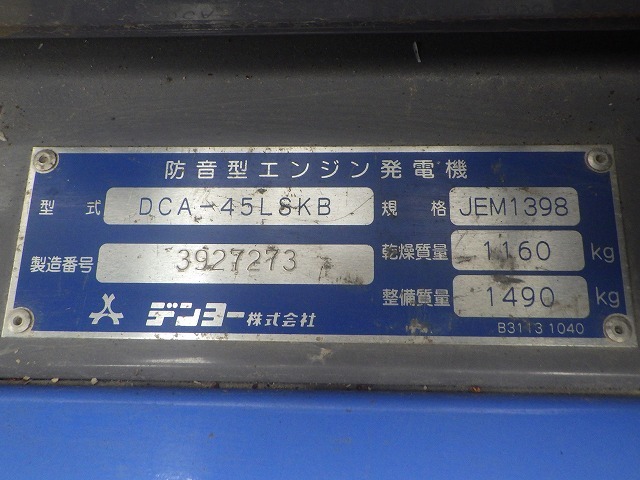 防音型エンジン発電機
型式 DCA-45LSKB 規格 JEM1398
製造番号 3927273 乾燥質量 1160 kg
整備質量 1490 kg
デンヨー株式会社
B3113 1040